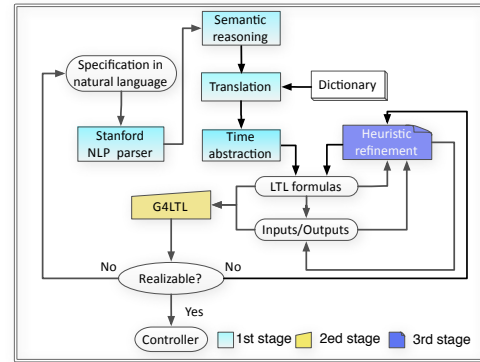 Semantic
reasoning
Specification in
natural language
Translation
Dictionary
Stanford
NLP parser
Time
abstraction
Heuristic
refinement
LTL formulas
G4LTL
Inputs/Outputs
No
Realizable?
No
Yes
Controller
1st stage
2ed stage
3rd stage